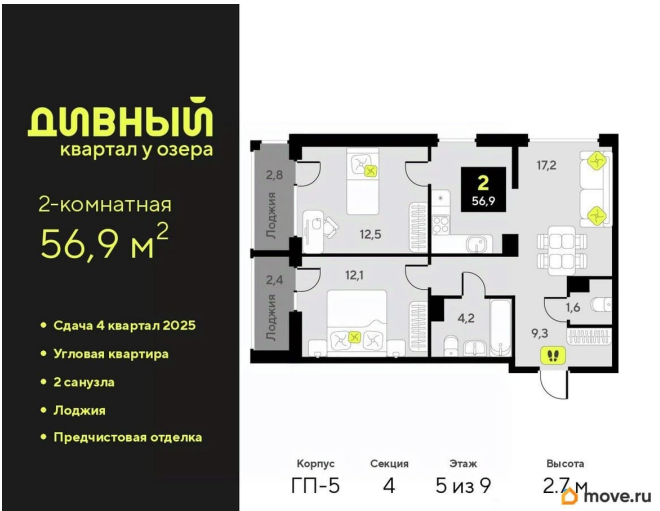 дивный
квартал у озера
2-комнатная
56,9 м²
Сдача 4 квартал 2025
Угловая квартира
2 санузла
Лоджия
Предчистовая отделка
2,8
Лоджия
12,5
2
56,9
17,2
2,4
Лоджия
12,1
4,2
1,6
9,3
Корпус Секция Этаж Высота
ГП-5 4 5 из 9 2.7 м
move.ru